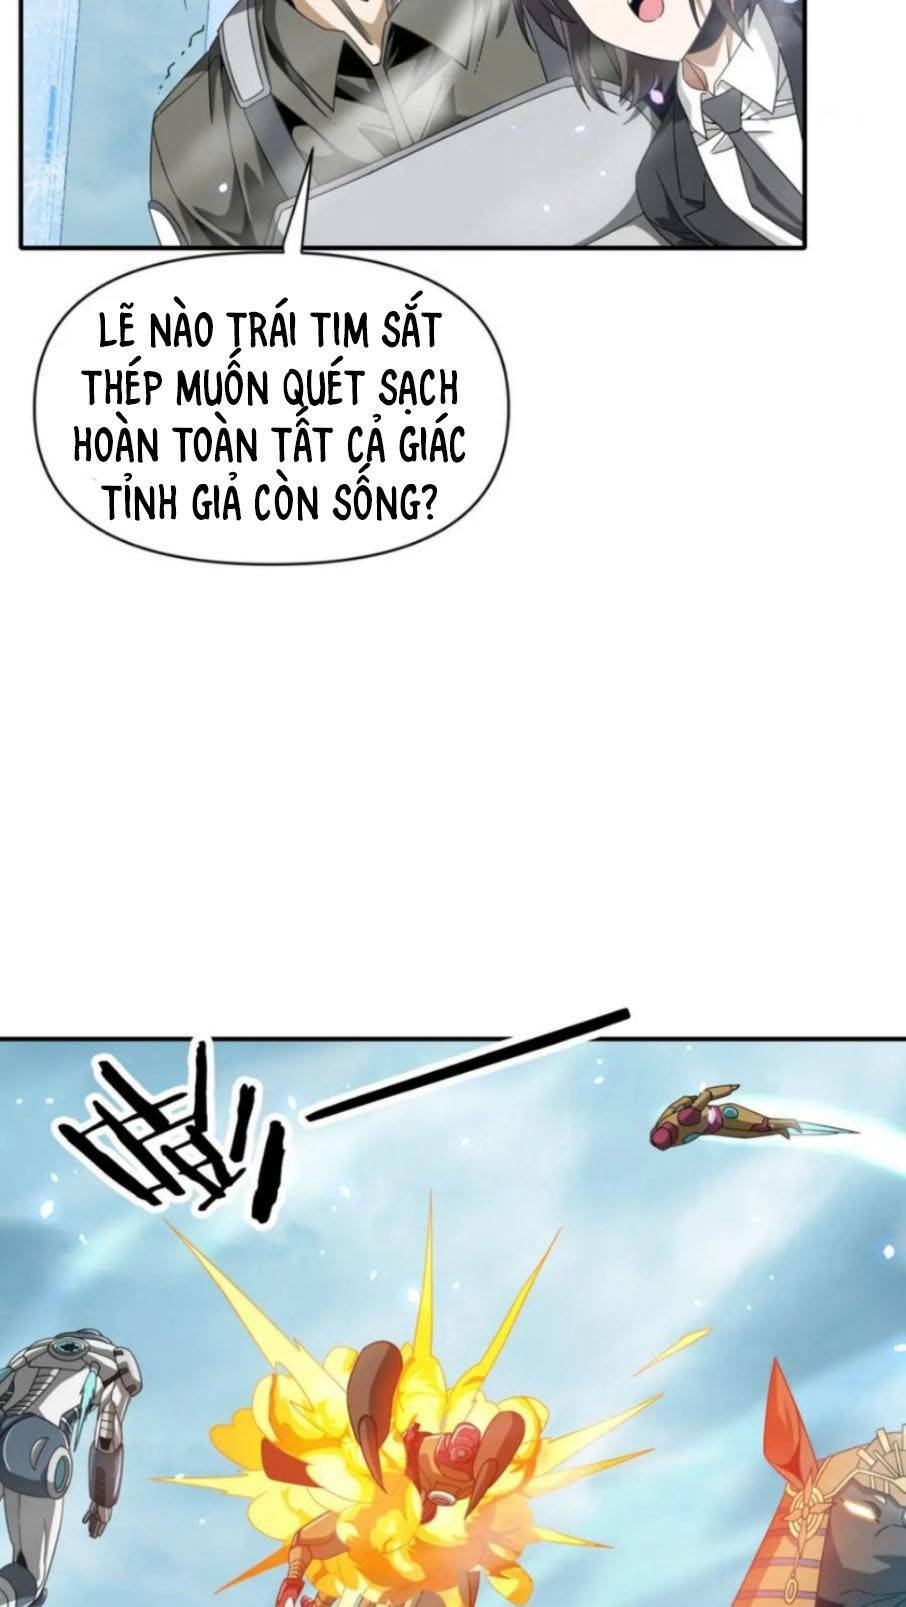 LẼ NÀO TRÁI TIM SẮT
THÉP MUỐN QUÉT SẠCH
HOÀN TOÀN TẤT CẢ GIÁC
TỈNH GIẢ CÒN SỐNG?